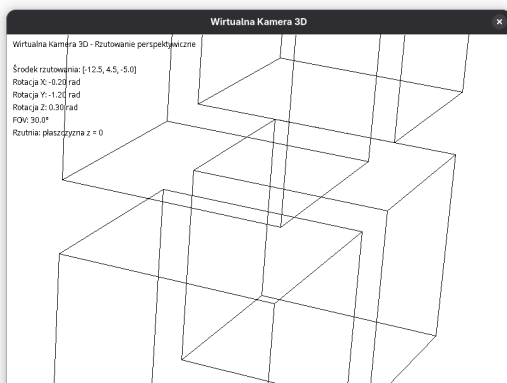 Wirtualna Kamera 3D
Wirtualna Kamera 3D - Rzutowanie perspektywiczne
Środek rzutowania: [-12.5, 4.5, -5.0]
Rotacja X: -0.20 rad
Rotacja Y: -1.20 rad
Rotacja Z: 0.30 rad
FOV: 30.0°
Rzutnia: płaszczyzna z = 0